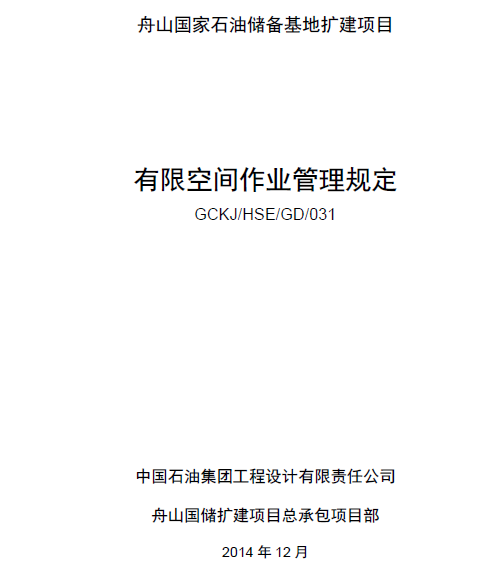 舟山国家石油储备基地扩建项目
有限空间作业管理规定
GCKJ/HSE/GD/031
中国石油集团工程设计有限责任公司
舟山国储扩建项目总承包项目部
2014 年 12 月